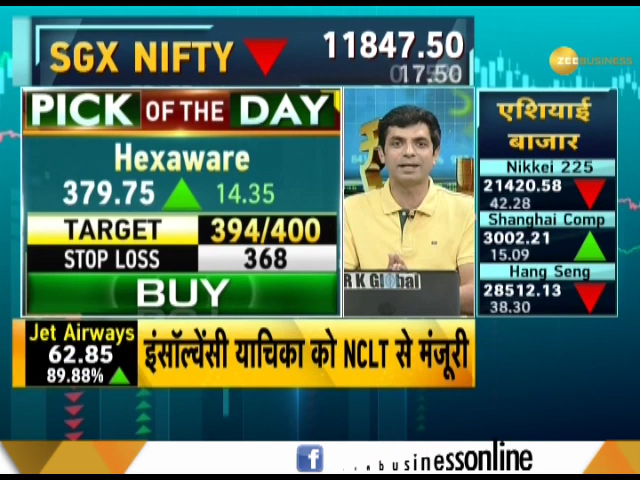 SGX NIFTY 11847.50
17.50
ZEEBUSINESS
PICK OF THE DAY
Hexaware
379.75 14.35
TARGET 394/400
STOP LOSS 368
BUY
R K Global
एशियाई
बाजार
Nikkei 225
21420.58
42.28
Shanghai Comp
3002.21
15.09
Hang Seng
28512.13
38.30
Jet Airways
62.85
89.88%
इंसॉल्वेंसी याचिका को NCLT से मंजूरी
businessonline